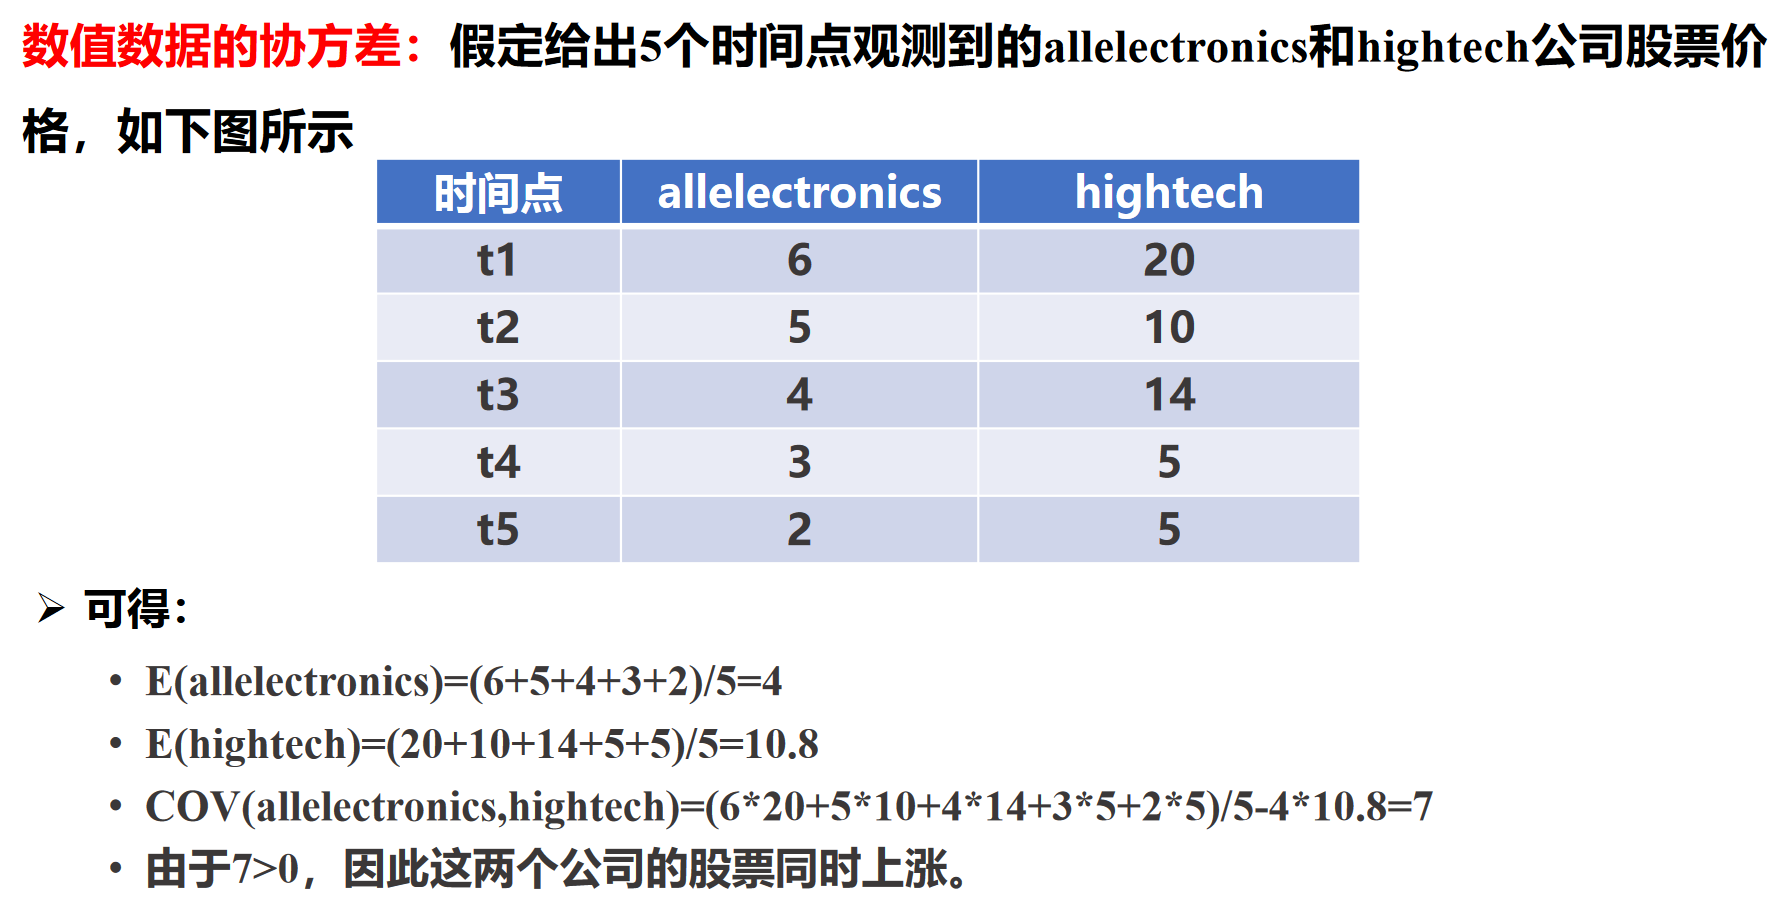 数值数据的协方差：假定给出5个时间点观测到的allelectronics和hightech公司股票价
格，如下图所示
时间点 allelectronics hightech
t1 6 20
t2 5 10
t3 4 14
t4 3 5
t5 2 5
➢ 可得：
• E(allelectronics)=(6+5+4+3+2)/5=4
• E(hightech)=(20+10+14+5+5)/5=10.8
• COV(allelectronics,hightech)=(6*20+5*10+4*14+3*5+2*5)/5-4*10.8=7
• 由于7>0，因此这两个公司的股票同时上涨。